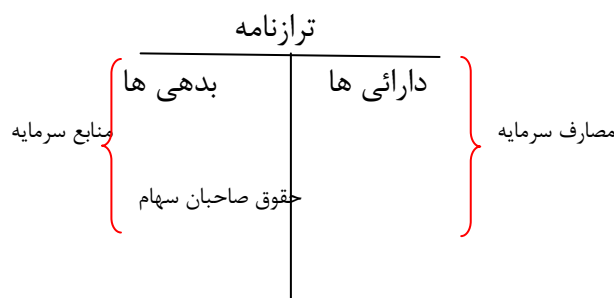 ترازنامه
دارائی ها
بدهی ها
مصارف سرمایه
منابع سرمایه
حقوق صاحبان سهام